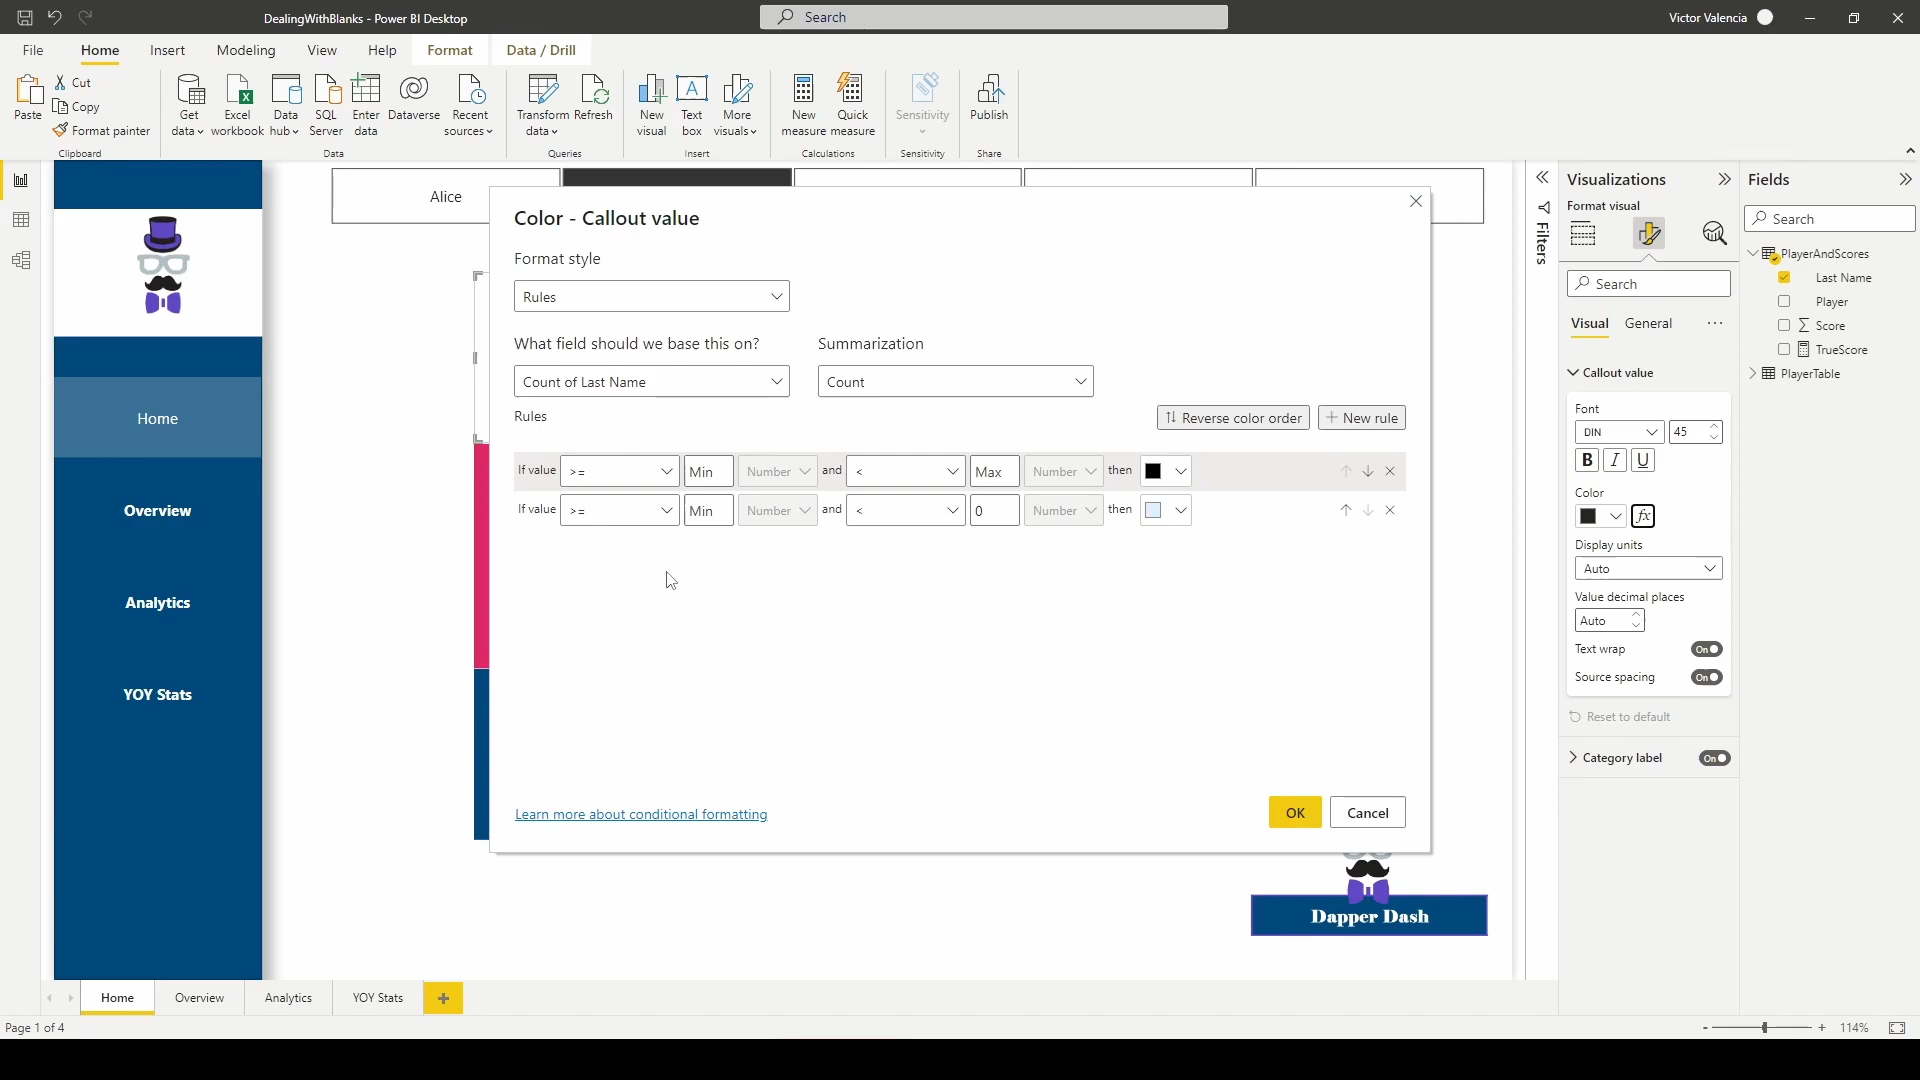 DealingWithBlanks - Power BI Desktop
Search
Victor Valencia
File
Home
Insert
Modeling
View
Help
Format
Data / Drill
Paste
Cut
Copy
Format painter
Clipboard
Get data
Excel workbook
Data hub
SQL Server
Enter data
Dataverse
Recent sources
Data
Transform data
Refresh
Queries
New visual
Text box
More visuals
Insert
New measure
Quick measure
Calculations
Sensitivity
Sensitivity
Publish
Share
Home
Overview
Analytics
YOY Stats
Alice
Color - Callout value
Format style
Rules
What field should we base this on?
Summarization
Count of Last Name
Count
Rules
Reverse color order
New rule
If value >= Min Number and < Max Number then
If value >= Min Number and < 0 Number then
Learn more about conditional formatting
OK
Cancel
Dapper Dash
Filters
Visualizations
Format visual
Search
Visual
General
Callout value
Font
DIN
45
B I U
Color
fx
Display units
Auto
Value decimal places
Auto
Text wrap
On
Source spacing
On
Reset to default
Category label
On
Fields
Search
PlayerAndScores
Last Name
Player
∑ Score
TrueScore
PlayerTable
Home
Overview
Analytics
YOY Stats
Page 1 of 4
- + 114%